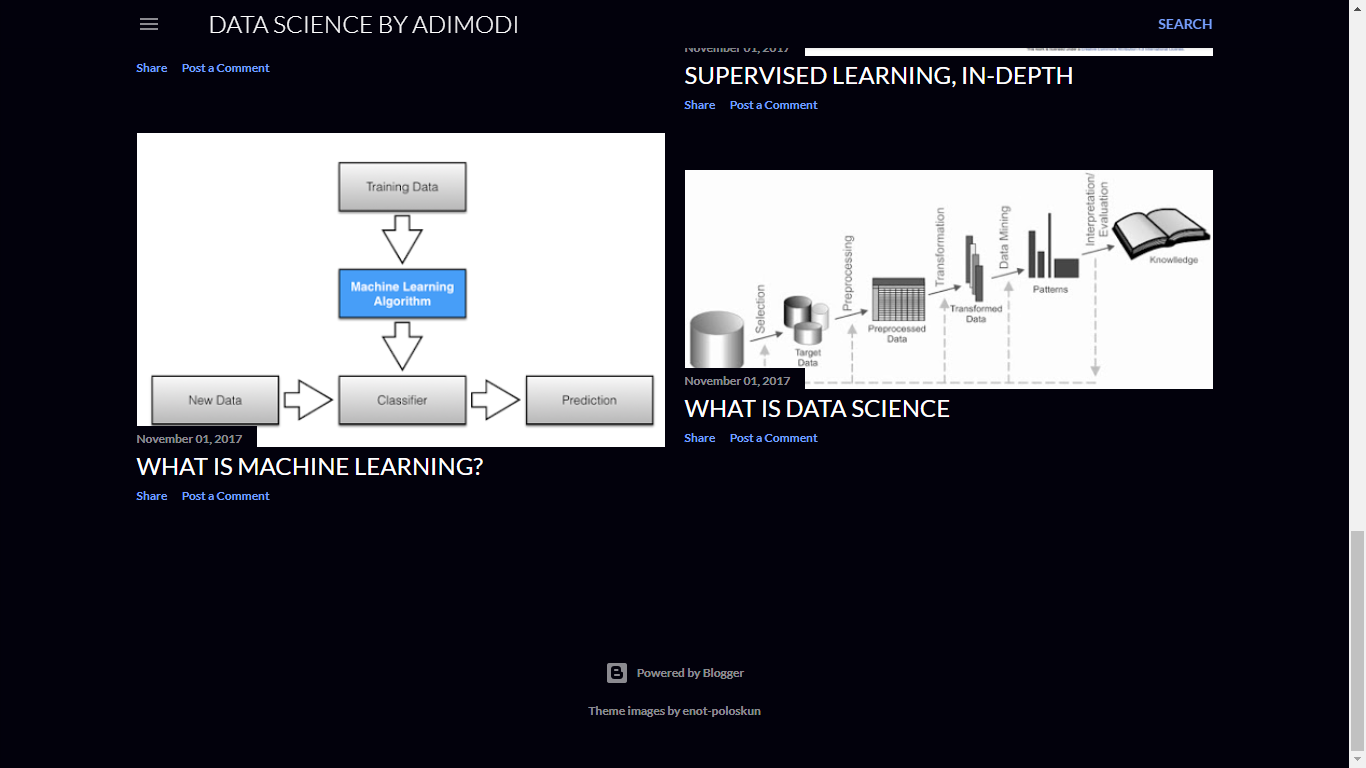 DATA SCIENCE BY ADIMODI
SEARCH
Share Post a Comment
November 01, 2017
SUPERVISED LEARNING, IN-DEPTH
Share Post a Comment
Training Data
Machine Learning
Algorithm
New Data
Classifier
Prediction
November 01, 2017
WHAT IS MACHINE LEARNING?
Share Post a Comment
Selection
Preprocessing
Transformation
Data Mining
Interpretation/
Evaluation
Target
Data
Preprocessed
Data
Transformed
Data
Patterns
Knowledge
November 01, 2017
WHAT IS DATA SCIENCE
Share Post a Comment
Powered by Blogger
Theme images by enot-poloskun